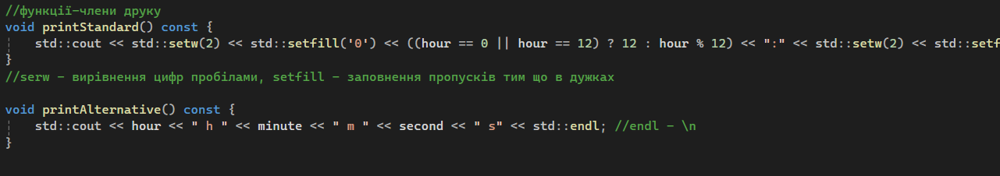 //функції-члени друку
void printStandard() const {
std::cout << std::setw(2) << std::setfill('0') << ((hour == 0 || hour == 12) ? 12 : hour % 12) << ":" << std::setw(2) << std::setf
}
//serw - вирівнення цифр пробілами, setfill - заповнення пропусків тим що в дужках
void printAlternative() const {
std::cout << hour << " h " << minute << " m " << second << " s" << std::endl; //endl - \n
}